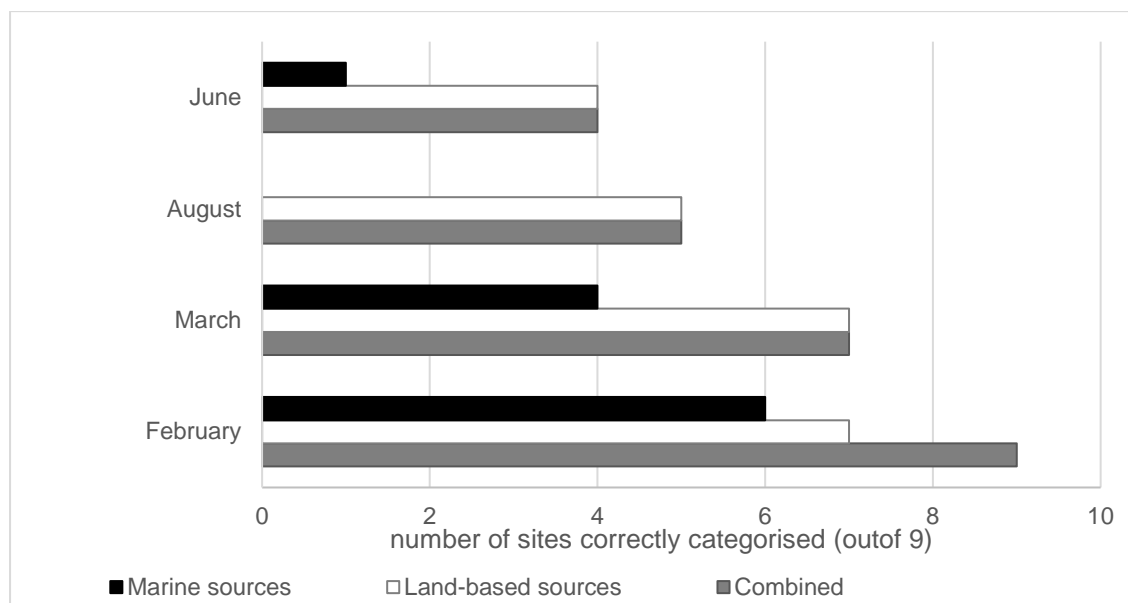 June
August
March
February
0 2 4 6 8 10
number of sites correctly categorised (outof 9)
Marine sources Land-based sources Combined